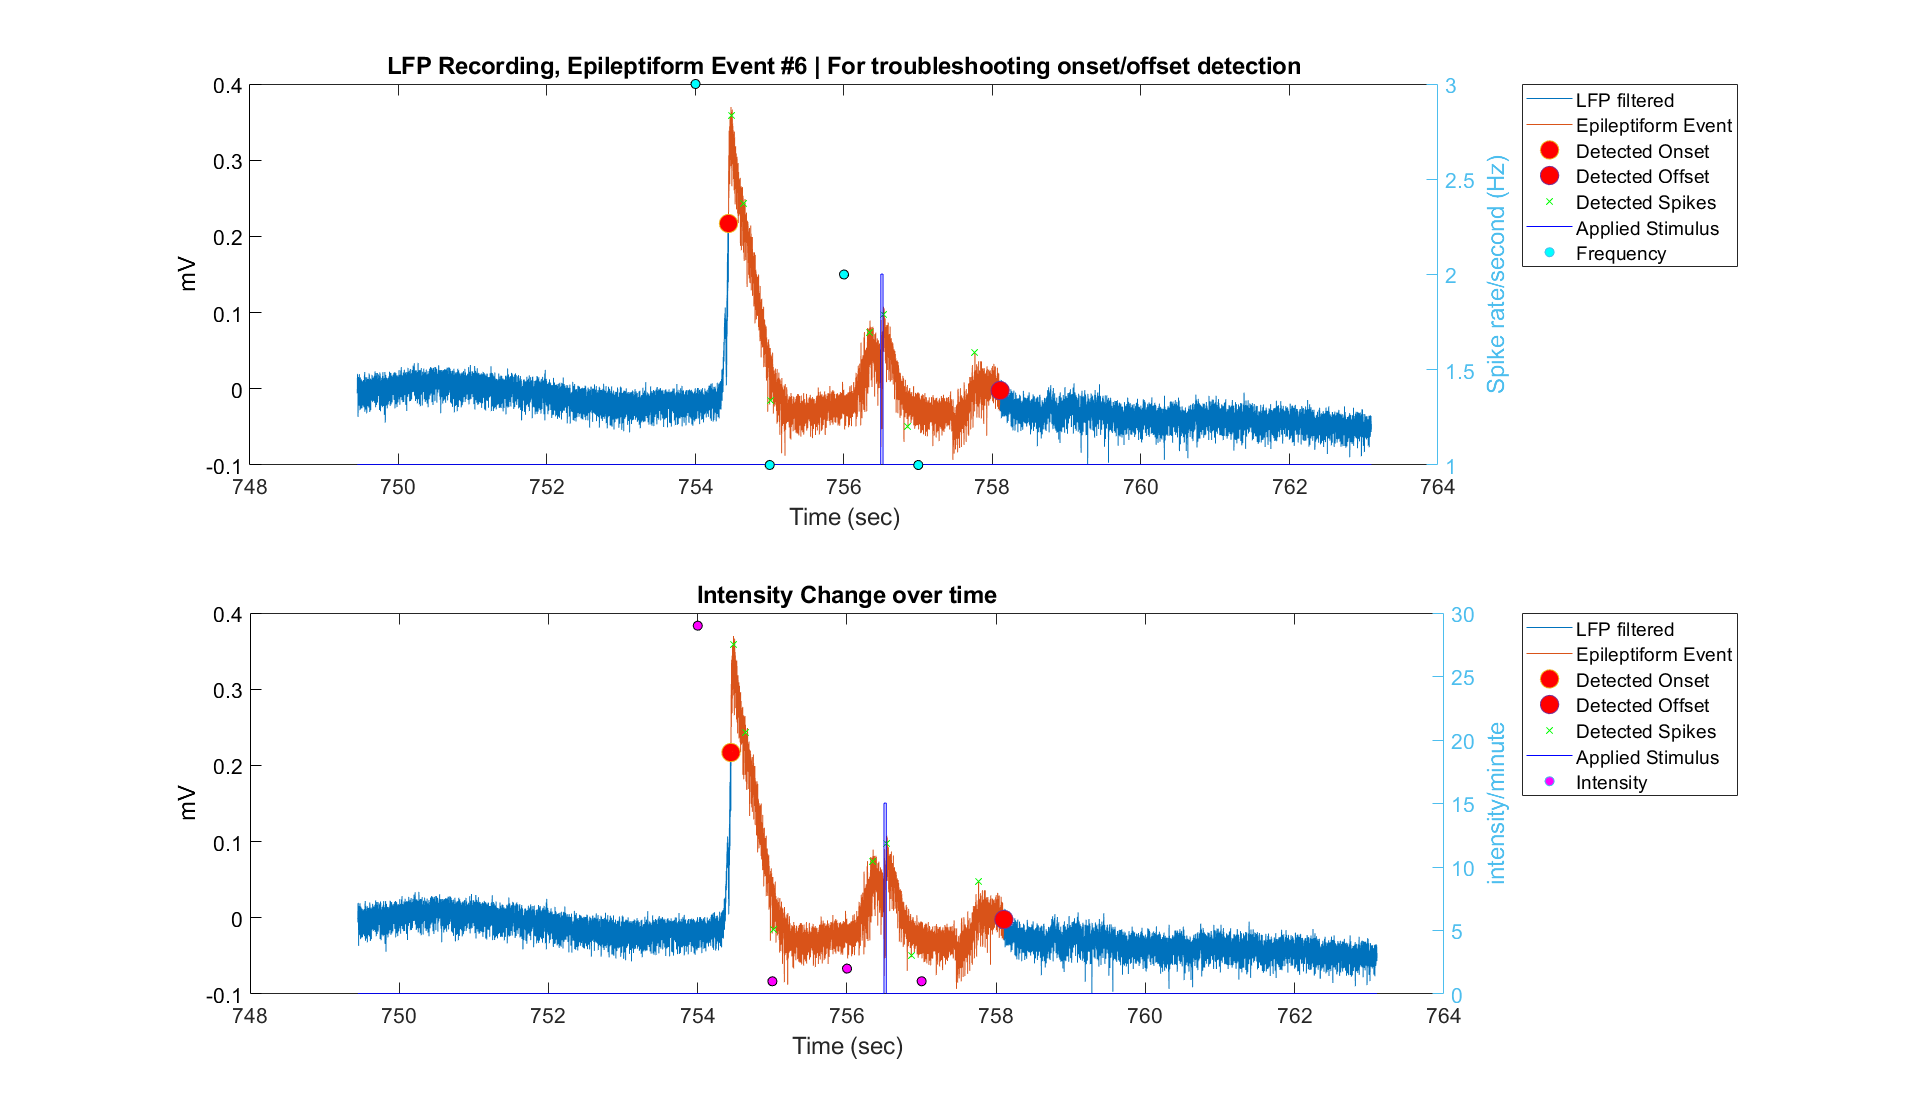 LFP Recording, Epileptiform Event #6 | For troubleshooting onset/offset detection
0.4
0.3
0.2
0.1
0
-0.1
mV
748 750 752 754 756 758 760 762 764
Time (sec)
3
2.5
2
1.5
1
Spike rate/second (Hz)
LFP filtered
Epileptiform Event
Detected Onset
Detected Offset
Detected Spikes
Applied Stimulus
Frequency
Intensity Change over time
0.4
0.3
0.2
0.1
0
-0.1
mV
748 750 752 754 756 758 760 762 764
Time (sec)
30
25
20
15
10
5
0
intensity/minute
LFP filtered
Epileptiform Event
Detected Onset
Detected Offset
Detected Spikes
Applied Stimulus
Intensity